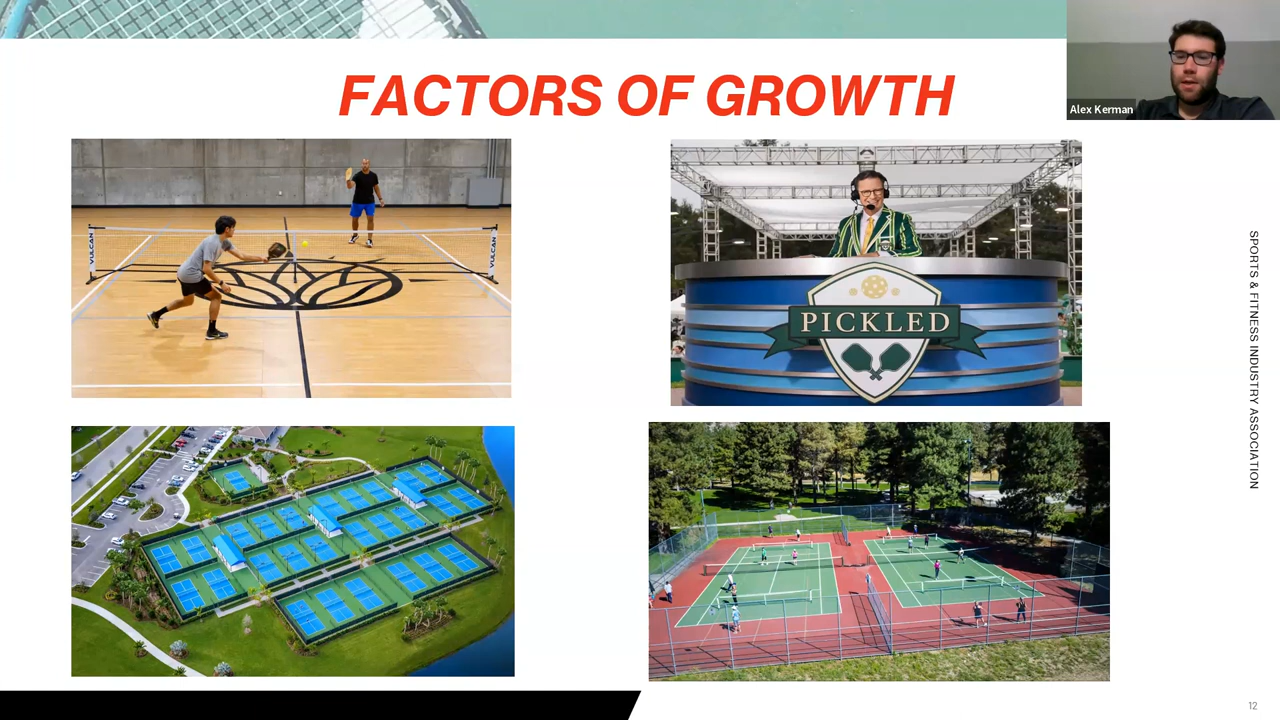 FACTORS OF GROWTH
Alex Kerman
VULCAN
VULCAN
PICKLED
SPORTS & FITNESS INDUSTRY ASSOCIATION
12